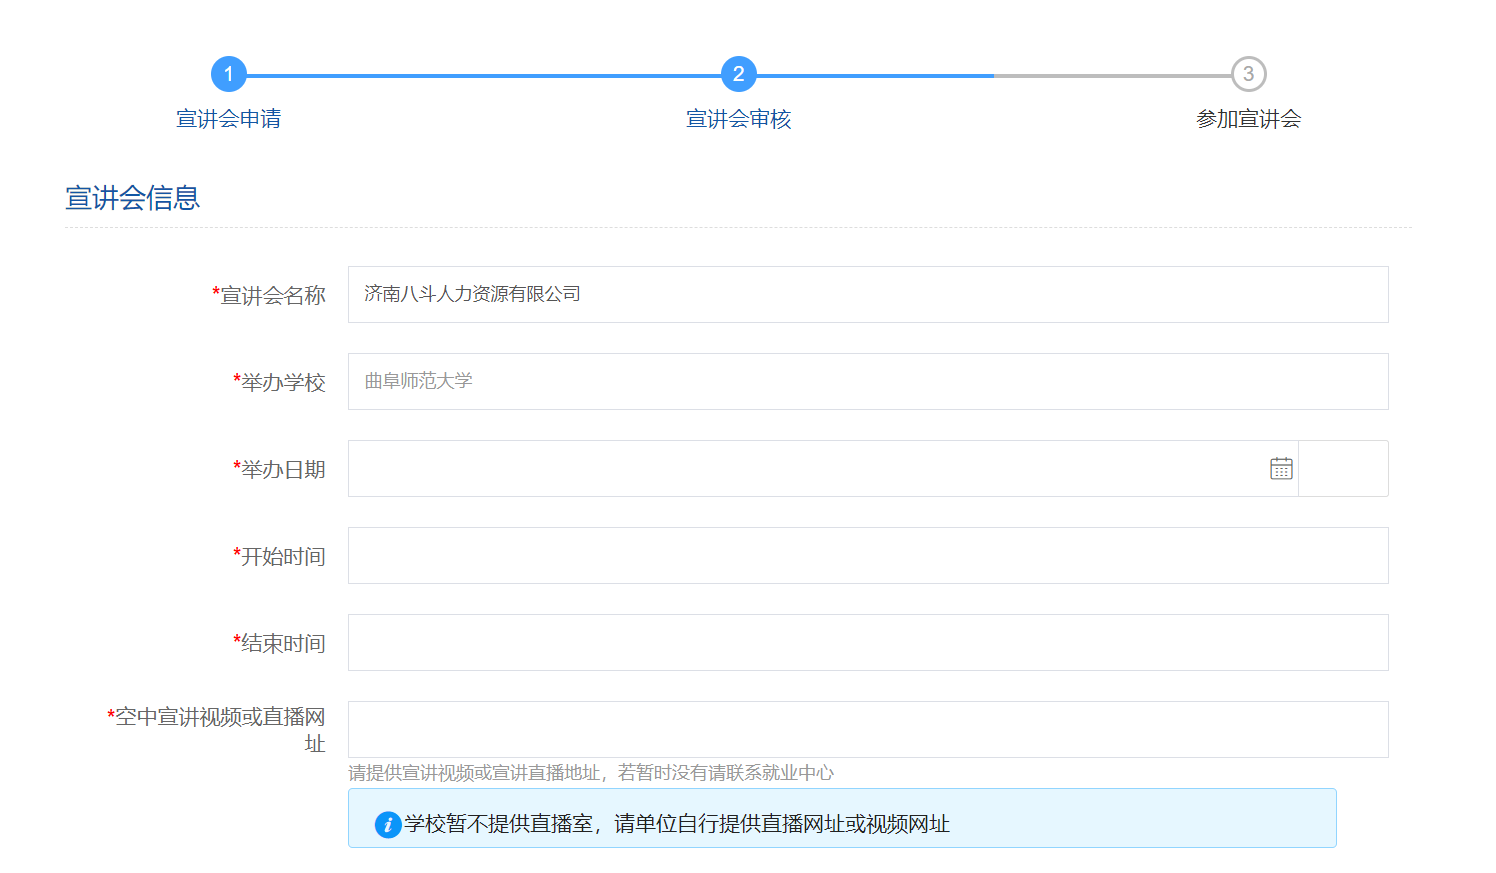 1 2 3
宣讲会申请 宣讲会审核 参加宣讲会
宣讲会信息
*宣讲会名称 济南八斗人力资源有限公司
*举办学校 曲阜师范大学
*举办日期
*开始时间
*结束时间
*空中宣讲视频或直播网
址
请提供宣讲视频或宣讲直播地址，若暂时没有请联系就业中心
i 学校暂不提供直播室，请单位自行提供直播网址或视频网址